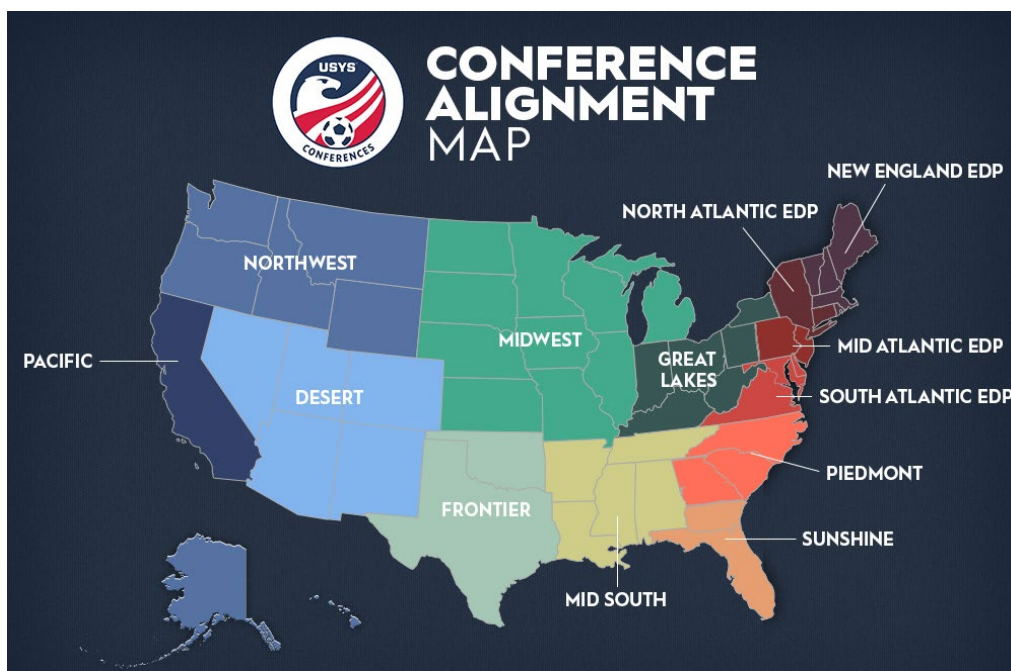 USYS
CONFERENCES
CONFERENCE
ALIGNMENT
MAP
NEW ENGLAND EDP
NORTH ATLANTIC EDP
NORTHWEST
MIDWEST
GREAT
LAKES
MID ATLANTIC EDP
PACIFIC
DESERT
SOUTH ATLANTIC EDP
PIEDMONT
FRONTIER
SUNSHINE
MID SOUTH